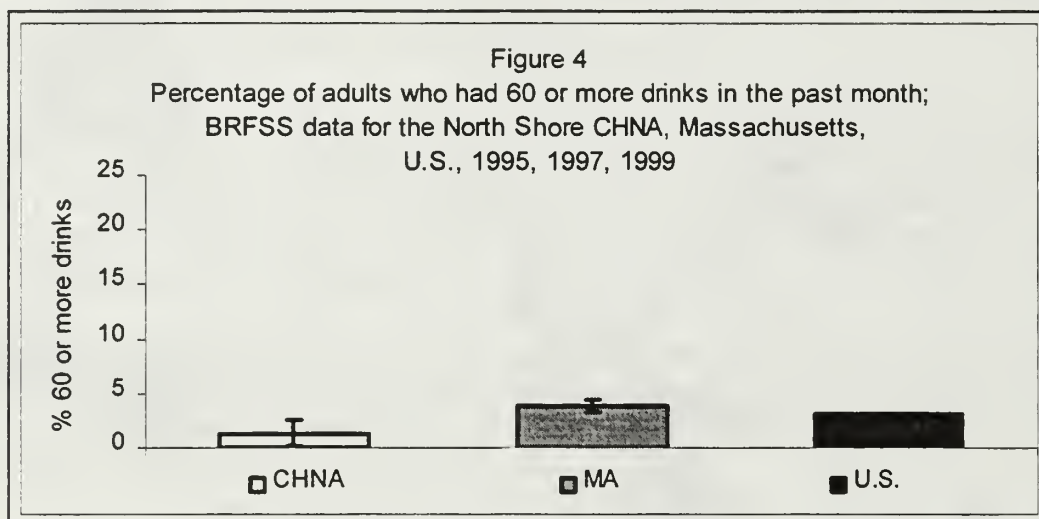 Figure 4
Percentage of adults who had 60 or more drinks in the past month;
BRFSS data for the North Shore CHNA, Massachusetts,
U.S., 1995, 1997, 1999
% 60 or more drinks
25
20
15
10
5
0
CHNA
MA
U.S.